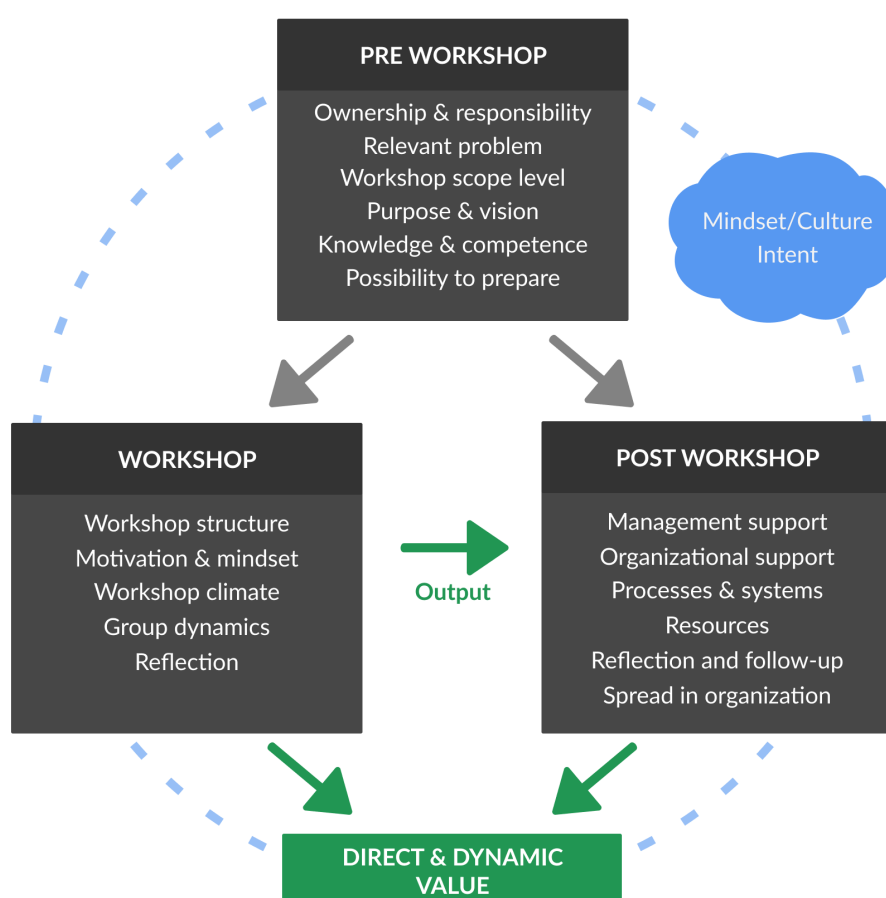 PRE WORKSHOP
Ownership & responsibility
Relevant problem
Workshop scope level
Purpose & vision
Knowledge & competence
Possibility to prepare
Mindset/Culture
Intent
WORKSHOP
Workshop structure
Motivation & mindset
Workshop climate
Group dynamics
Reflection
Output
POST WORKSHOP
Management support
Organizational support
Processes & systems
Resources
Reflection and follow-up
Spread in organization
DIRECT & DYNAMIC
VALUE